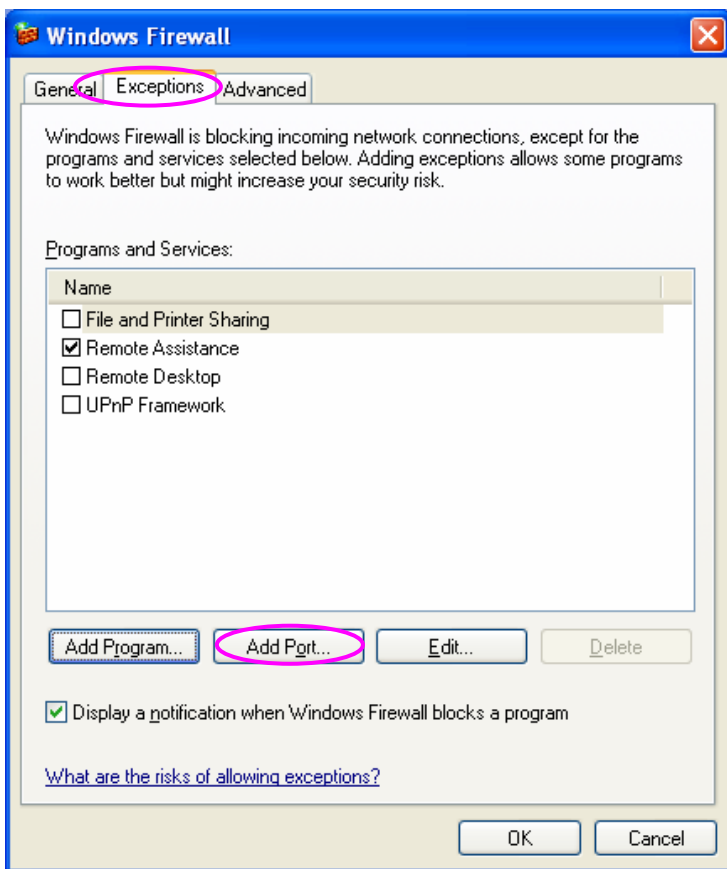 Windows Firewall
General Exceptions Advanced
Windows Firewall is blocking incoming network connections, except for the
programs and services selected below. Adding exceptions allows some programs
to work better but might increase your security risk.
Programs and Services:
Name
File and Printer Sharing
Remote Assistance
Remote Desktop
UPnP Framework
Add Program... Add Port... Edit... Delete
Display a notification when Windows Firewall blocks a program
What are the risks of allowing exceptions?
OK Cancel